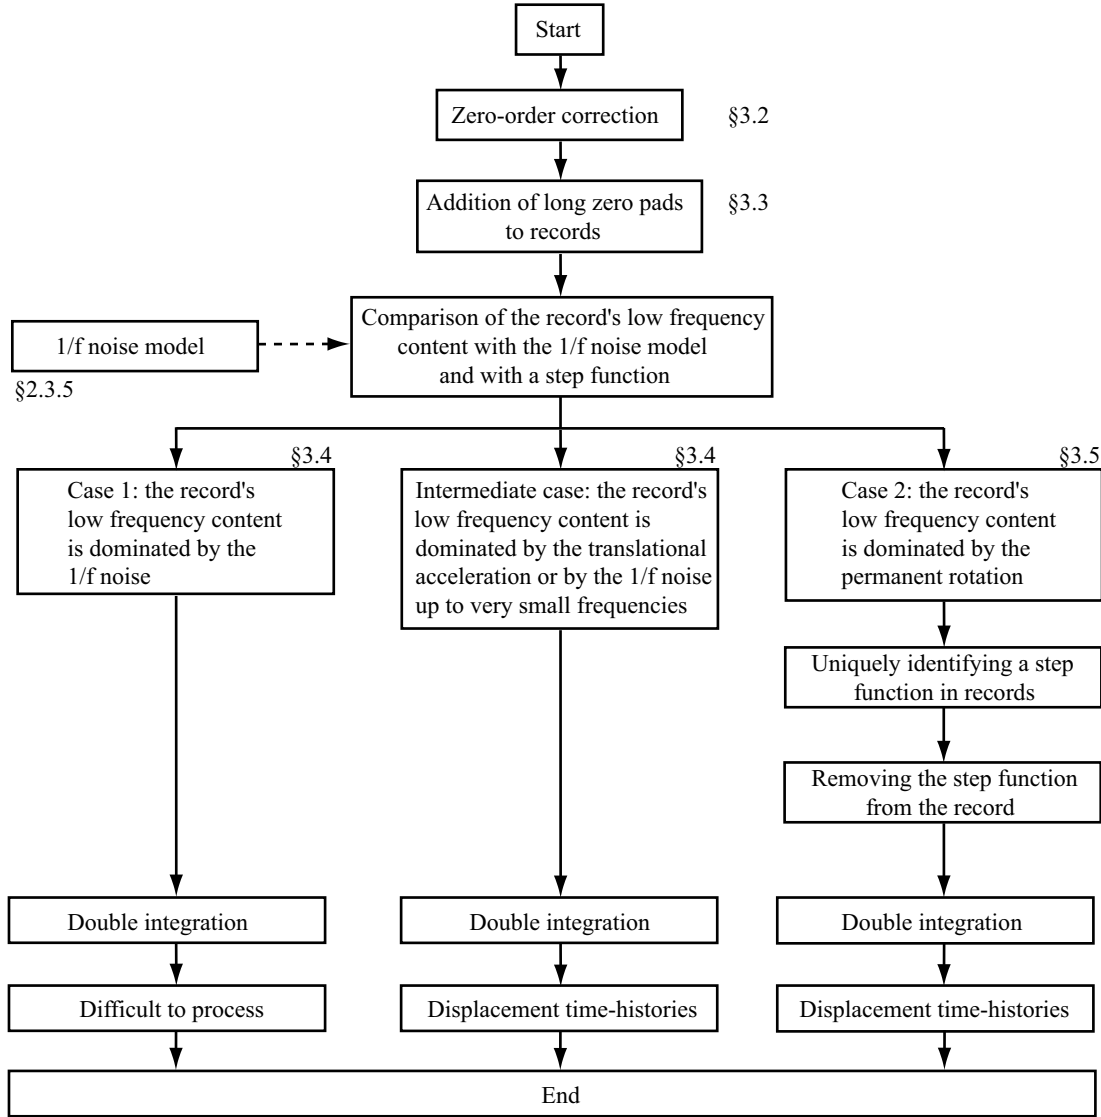 Start
Zero-order correction
§3.2
Addition of long zero pads
to records
§3.3
1/f noise model
§2.3.5
Comparison of the record's low frequency
content with the 1/f noise model
and with a step function
§3.4
Case 1: the record's
low frequency content
is dominated by the
1/f noise
§3.4
Intermediate case: the record's
low frequency content is
dominated by the translational
acceleration or by the 1/f noise
up to very small frequencies
§3.5
Case 2: the record's
low frequency content
is dominated by the
permanent rotation
Uniquely identifying a step
function in records
Removing the step function
from the record
Double integration
Double integration
Double integration
Difficult to process
Displacement time-histories
Displacement time-histories
End